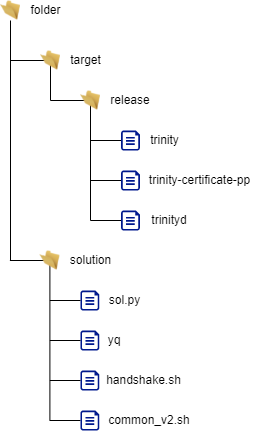 folder
target
release
trinity
trinity-certificate-pp
trinityd
solution
sol.py
yq
handshake.sh
common_v2.sh